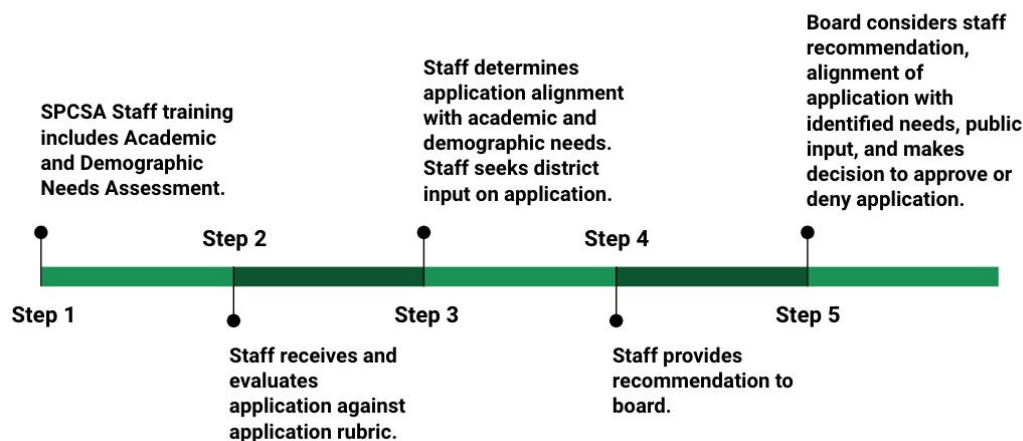 SPCSA Staff training
includes Academic
and Demographic
Needs Assessment.
Step 1
Step 2
Staff receives and
evaluates
application against
application rubric.
Staff determines
application alignment
with academic and
demographic needs.
Staff seeks district
input on application.
Step 3
Step 4
Staff provides
recommendation to
board.
Board considers staff
recommendation,
alignment of
application with
identified needs, public
input, and makes
decision to approve or
deny application.
Step 5